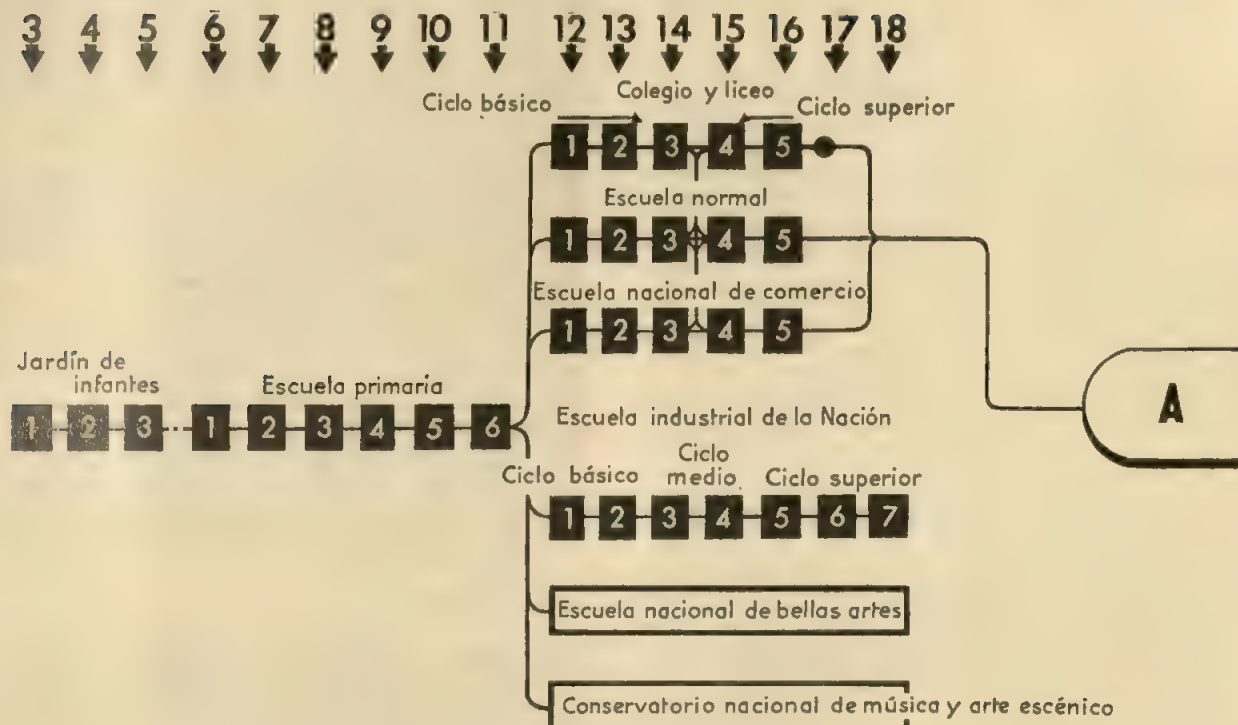 3 4 5 6 7 8 9 10 11 12 13 14 15 16 17 18
Colegio y liceo
Ciclo básico
Ciclo superior
1 2 3 4 5
Escuela normal
1 2 3 4 5
Escuela nacional de comercio
1 2 3 4 5
Jardín de
infantes
Escuela primaria
1 2 3 1 2 3 4 5 6
A
Escuela industrial de la Nación
Ciclo básico
Ciclo
medio
Ciclo superior
1 2 3 4 5 6 7
Escuela nacional de bellas artes
Conservatorio nacional de música y arte escénico